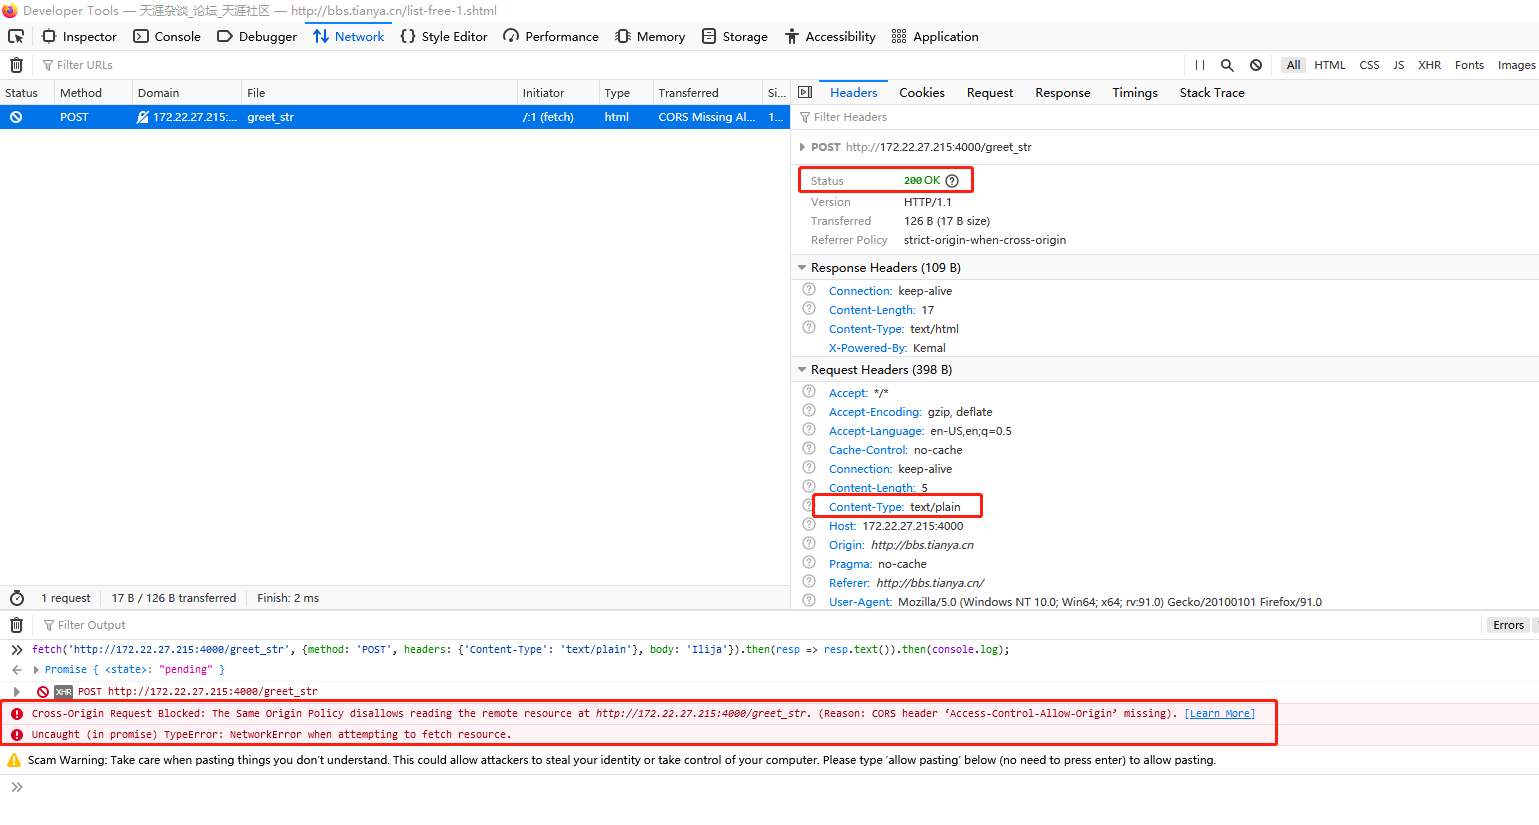 Developer Tools — 天涯杂谈_论坛_天涯社区 — http://bbs.tianya.cn/list-free-1.shtml
Inspector Console Debugger Network Style Editor Performance Memory Storage Accessibility Application
Filter URLs All HTML CSS JS XHR Fonts Images
Status Method Domain File Initiator Type Transferred Si...
POST 172.22.27.215:... greet_str /:1 (fetch) html CORS Missing Al... 1...
1 request 17 B / 126 B transferred Finish: 2 ms
Headers Cookies Request Response Timings Stack Trace
Filter Headers
POST http://172.22.27.215:4000/greet_str
Status 200 OK
Version HTTP/1.1
Transferred 126 B (17 B size)
Referrer Policy strict-origin-when-cross-origin
Response Headers (109 B)
Connection: keep-alive
Content-Length: 17
Content-Type: text/html
X-Powered-By: Kemal
Request Headers (398 B)
Accept: */*
Accept-Encoding: gzip, deflate
Accept-Language: en-US,en;q=0.5
Cache-Control: no-cache
Connection: keep-alive
Content-Length: 5
Content-Type: text/plain
Host: 172.22.27.215:4000
Origin: http://bbs.tianya.cn
Pragma: no-cache
Referer: http://bbs.tianya.cn/
User-Agent: Mozilla/5.0 (Windows NT 10.0; Win64; x64; rv:91.0) Gecko/20100101 Firefox/91.0
Filter Output Errors
fetch('http://172.22.27.215:4000/greet_str', {method: 'POST', headers: {'Content-Type': 'text/plain'}, body: 'Ilija'}).then(resp => resp.text()).then(console.log);
Promise { <state>: "pending" }
XHR POST http://172.22.27.215:4000/greet_str
Cross-Origin Request Blocked: The Same Origin Policy disallows reading the remote resource at http://172.22.27.215:4000/greet_str. (Reason: CORS header ‘Access-Control-Allow-Origin’ missing). [Learn More]
Uncaught (in promise) TypeError: NetworkError when attempting to fetch resource.
Scam Warning: Take care when pasting things you don’t understand. This could allow attackers to steal your identity or take control of your computer. Please type ‘allow pasting’ below (no need to press enter) to allow pasting.